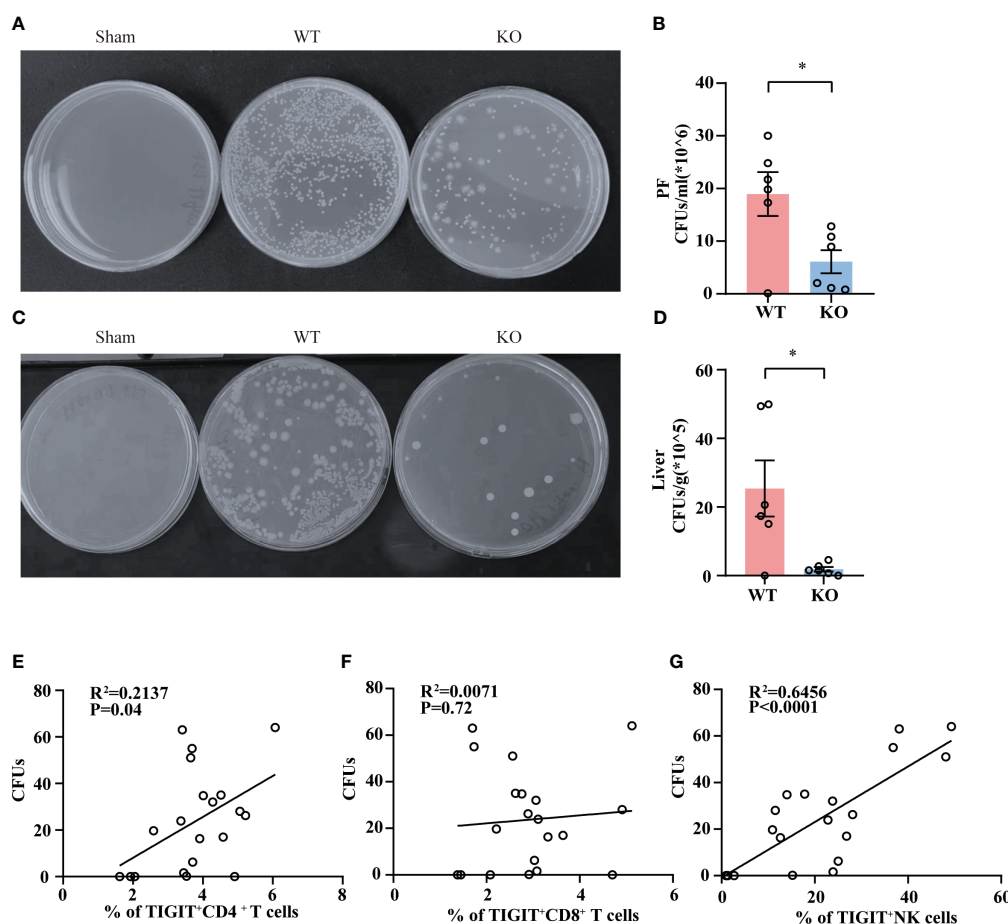 A
Sham WT KO
B
*
PF
CFUs/ml(*10^6)
40
30
20
10
0
WT KO
C
Sham WT KO
D
*
Liver
CFUs/g(*10^5)
60
40
20
0
WT KO
E
R²=0.2137
P=0.04
CFUs
80
60
40
20
0
0 2 4 6 8
% of TIGIT⁺CD4 ⁺ T cells
F
R²=0.0071
P=0.72
CFUs
80
60
40
20
0
0 2 4 6
% of TIGIT⁺CD8⁺ T cells
G
R²=0.6456
P<0.0001
CFUs
80
60
40
20
0
0 20 40 60
% of TIGIT⁺NK cells